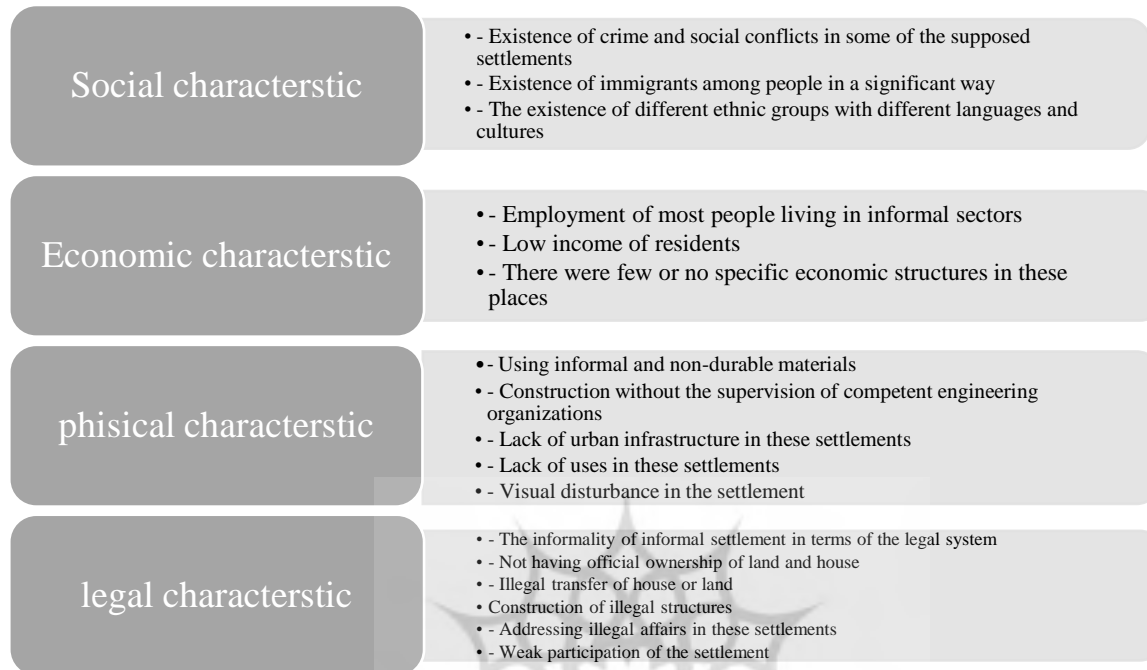 Social characterstic
• - Existence of crime and social conflicts in some of the supposed
settlements
• - Existence of immigrants among people in a significant way
• - The existence of different ethnic groups with different languages and
cultures
Economic characterstic
• - Employment of most people living in informal sectors
• - Low income of residents
• - There were few or no specific economic structures in these
places
phisical characterstic
• - Using informal and non-durable materials
• - Construction without the supervision of competent engineering
organizations
• - Lack of urban infrastructure in these settlements
• - Lack of uses in these settlements
• - Visual disturbance in the settlement
legal characterstic
• - The informality of informal settlement in terms of the legal system
• - Not having official ownership of land and house
• - Illegal transfer of house or land
• Construction of illegal structures
• - Addressing illegal affairs in these settlements
• - Weak participation of the settlement